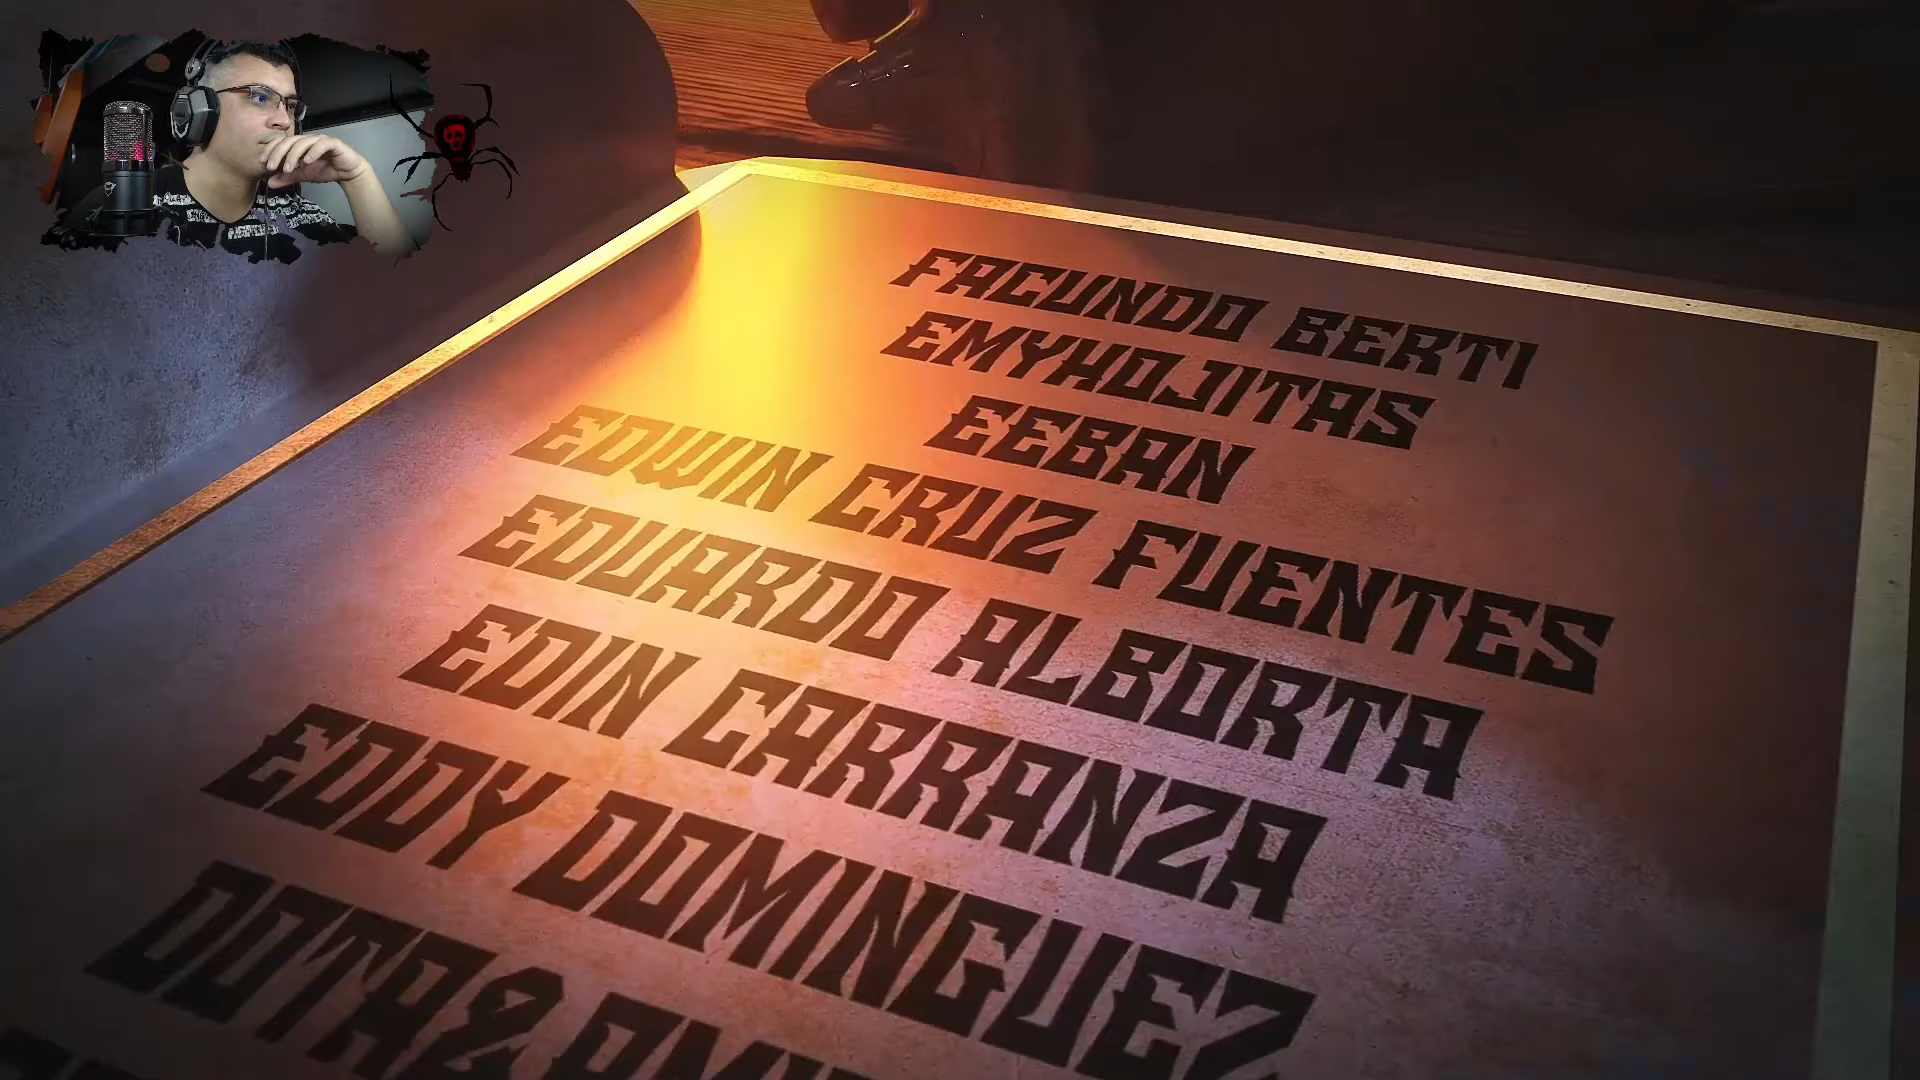 FACUNDO BERTI
EMYHOJITAS
EEBAN
EDWIN CRUZ FUENTES
EDUARDO ALBORTA
EDIN CARRANZA
EDDY DOMINGUEZ